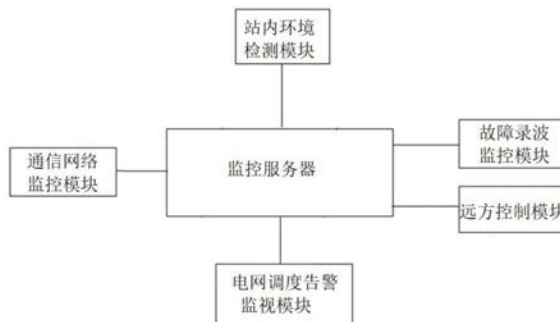 站内环境
检测模块
故障录波
监控模块
通信网络
监控模块
监控服务器
远方控制模块
电网调度告警
监视模块